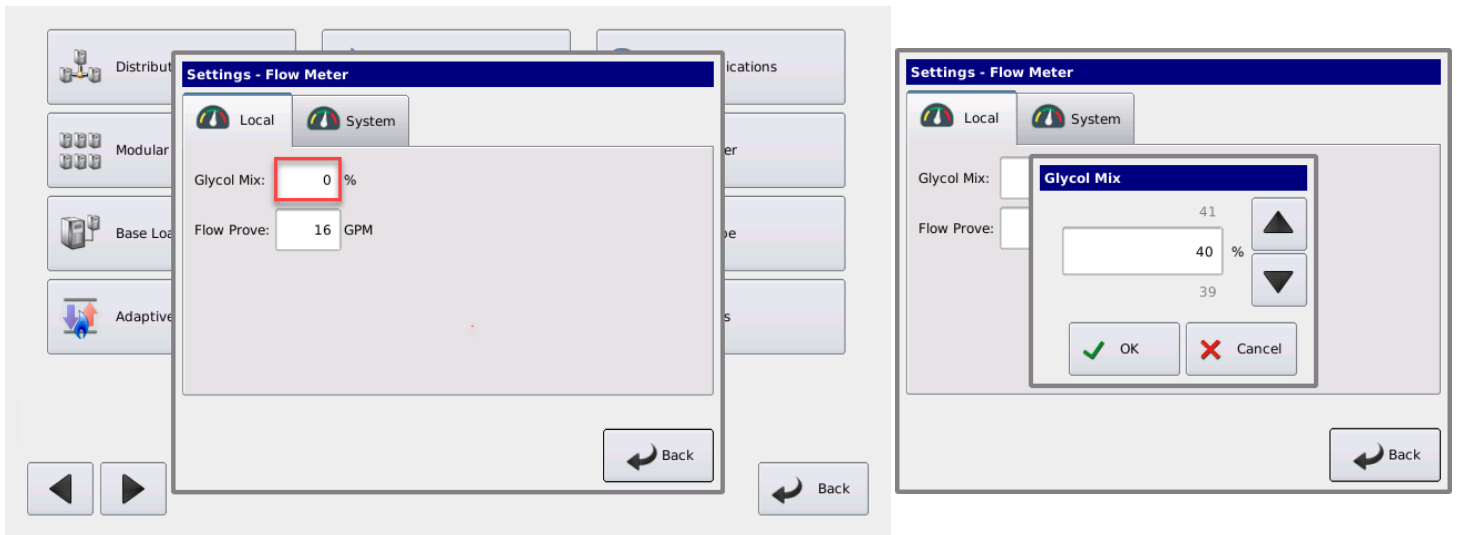 Distribut
ications
Modular
er
Base Loa
pe
Adaptive
s
Settings - Flow Meter
Local
System
Glycol Mix: 0 %
Flow Prove: 16 GPM
Back
Back
Settings - Flow Meter
Local
System
Glycol Mix:
Flow Prove:
Glycol Mix
41
40 %
39
OK
Cancel
Back